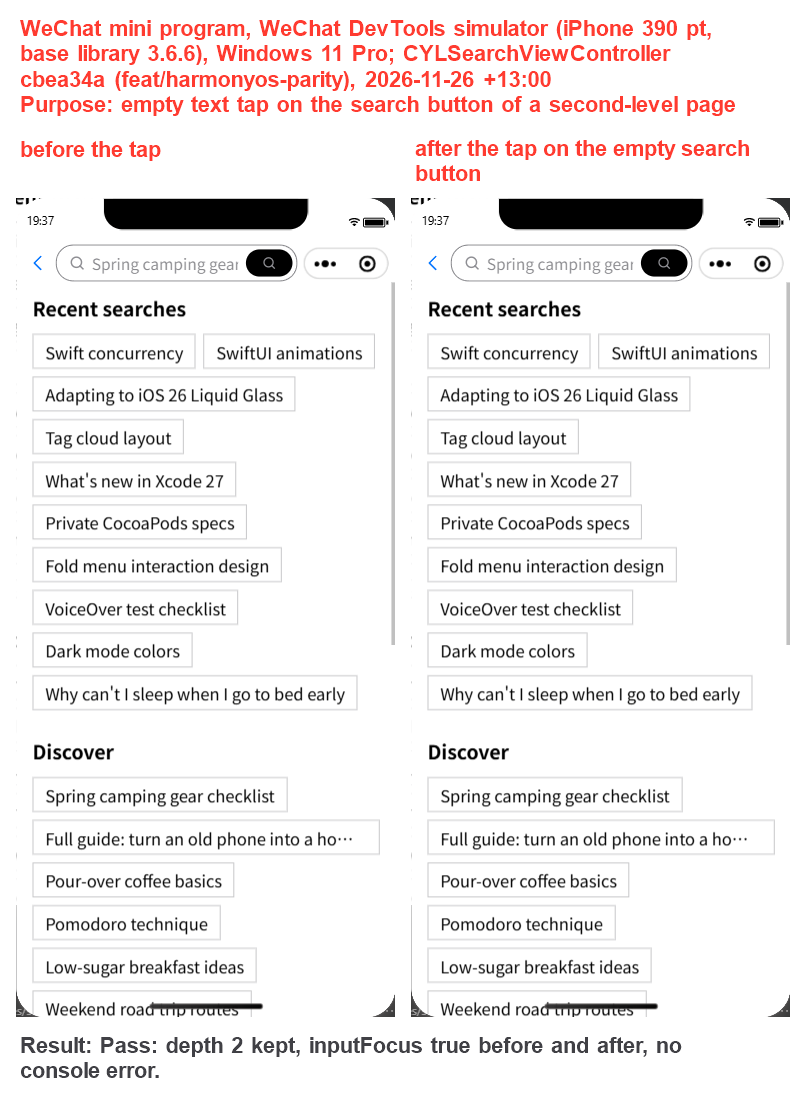 WeChat mini program, WeChat DevTools simulator (iPhone 390 pt,
base library 3.6.6), Windows 11 Pro; CYLSearchViewController
cbea34a (feat/harmonyos-parity), 2026-11-26 +13:00
Purpose: empty text tap on the search button of a second-level page
before the tap
19:37
Spring camping gear
Recent searches
Swift concurrency
SwiftUI animations
Adapting to iOS 26 Liquid Glass
Tag cloud layout
What's new in Xcode 27
Private CocoaPods specs
Fold menu interaction design
VoiceOver test checklist
Dark mode colors
Why can't I sleep when I go to bed early
Discover
Spring camping gear checklist
Full guide: turn an old phone into a ho···
Pour-over coffee basics
Pomodoro technique
Low-sugar breakfast ideas
Weekend road trip routes
after the tap on the empty search
button
19:37
Spring camping gear
Recent searches
Swift concurrency
SwiftUI animations
Adapting to iOS 26 Liquid Glass
Tag cloud layout
What's new in Xcode 27
Private CocoaPods specs
Fold menu interaction design
VoiceOver test checklist
Dark mode colors
Why can't I sleep when I go to bed early
Discover
Spring camping gear checklist
Full guide: turn an old phone into a ho···
Pour-over coffee basics
Pomodoro technique
Low-sugar breakfast ideas
Weekend road trip routes
Result: Pass: depth 2 kept, inputFocus true before and after, no
console error.